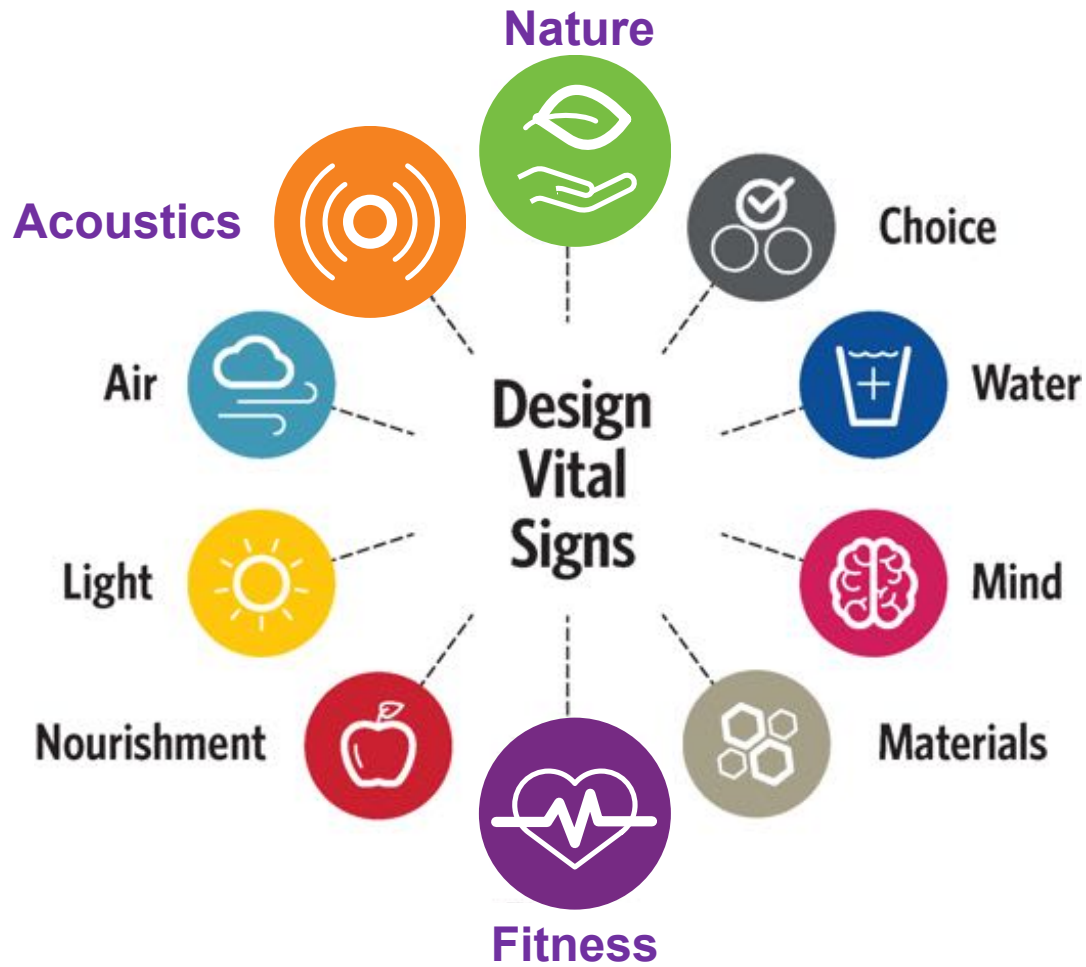 Nature
Acoustics
Choice
Air
Water
Design
Vital
Signs
Light
Mind
Nourishment
Materials
Fitness